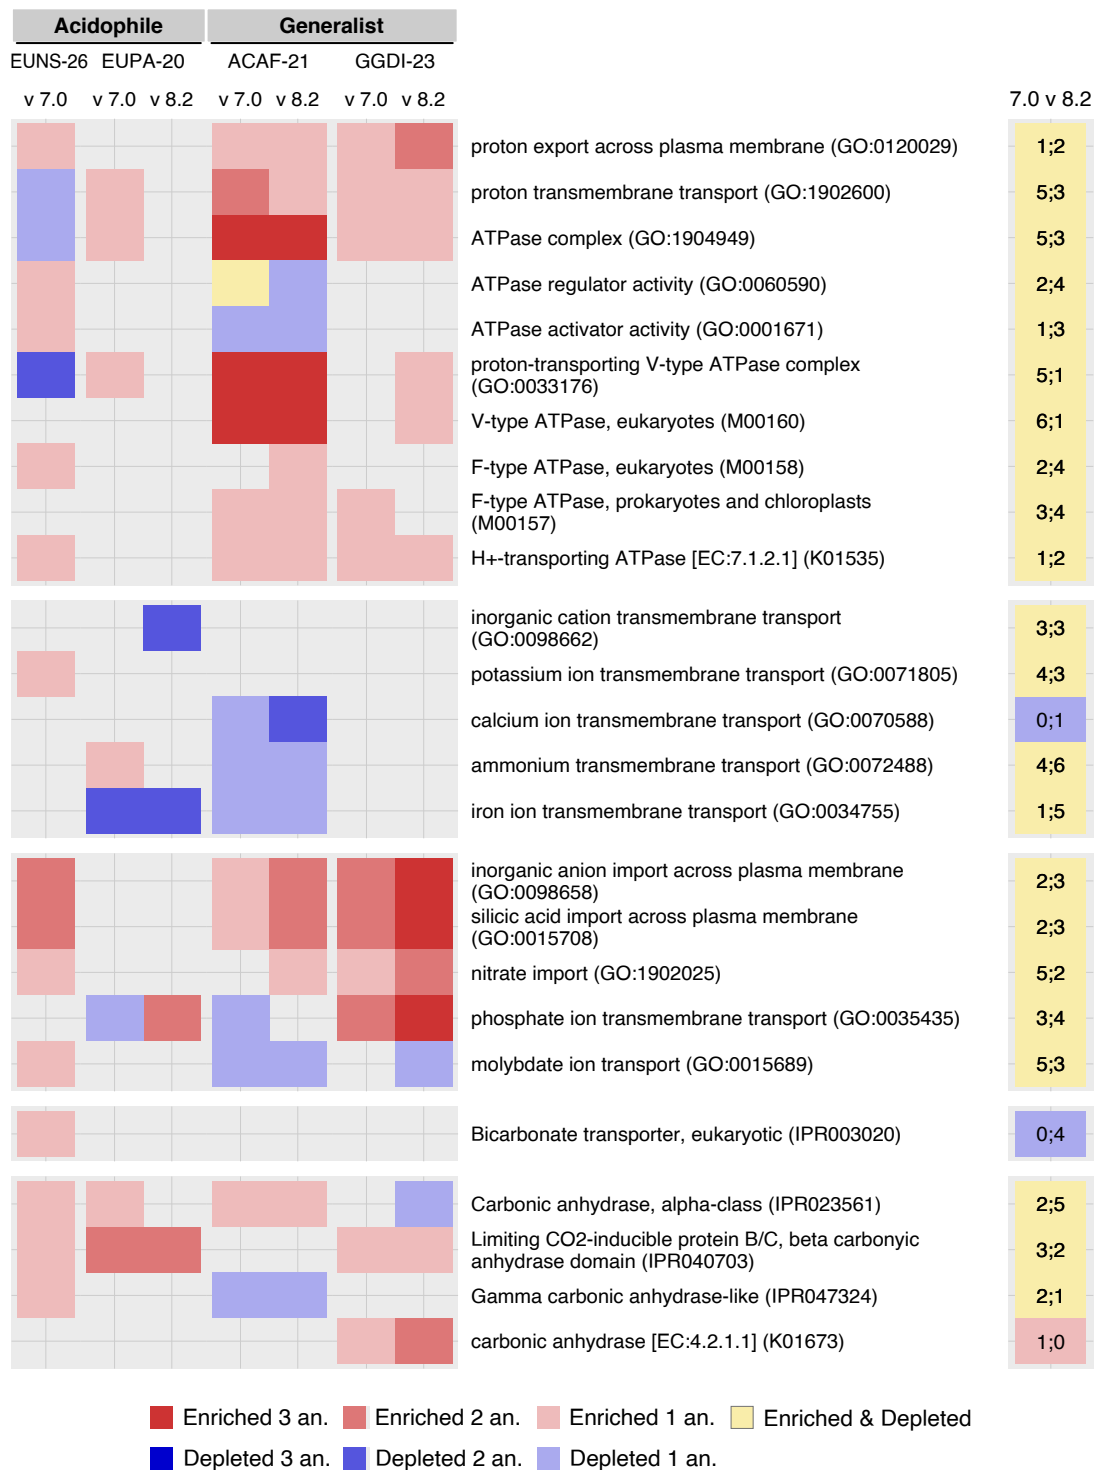 Acidophile Generalist
EUNS-26 EUPA-20 ACAF-21 GGDI-23
v 7.0 v 7.0 v 8.2 v 7.0 v 8.2 v 7.0 v 8.2 7.0 v 8.2
proton export across plasma membrane (GO:0120029) 1;2
proton transmembrane transport (GO:1902600) 5;3
ATPase complex (GO:1904949) 5;3
ATPase regulator activity (GO:0060590) 2;4
ATPase activator activity (GO:0001671) 1;3
proton-transporting V-type ATPase complex
(GO:0033176) 5;1
V-type ATPase, eukaryotes (M00160) 6;1
F-type ATPase, eukaryotes (M00158) 2;4
F-type ATPase, prokaryotes and chloroplasts
(M00157) 3;4
H+-transporting ATPase [EC:7.1.2.1] (K01535) 1;2
inorganic cation transmembrane transport
(GO:0098662) 3;3
potassium ion transmembrane transport (GO:0071805) 4;3
calcium ion transmembrane transport (GO:0070588) 0;1
ammonium transmembrane transport (GO:0072488) 4;6
iron ion transmembrane transport (GO:0034755) 1;5
inorganic anion import across plasma membrane
(GO:0098658) 2;3
silicic acid import across plasma membrane
(GO:0015708) 2;3
nitrate import (GO:1902025) 5;2
phosphate ion transmembrane transport (GO:0035435) 3;4
molybdate ion transport (GO:0015689) 5;3
Bicarbonate transporter, eukaryotic (IPR003020) 0;4
Carbonic anhydrase, alpha-class (IPR023561) 2;5
Limiting CO2-inducible protein B/C, beta carbonyic
anhydrase domain (IPR040703) 3;2
Gamma carbonic anhydrase-like (IPR047324) 2;1
carbonic anhydrase [EC:4.2.1.1] (K01673) 1;0
Enriched 3 an. Enriched 2 an. Enriched 1 an. Enriched & Depleted
Depleted 3 an. Depleted 2 an. Depleted 1 an.